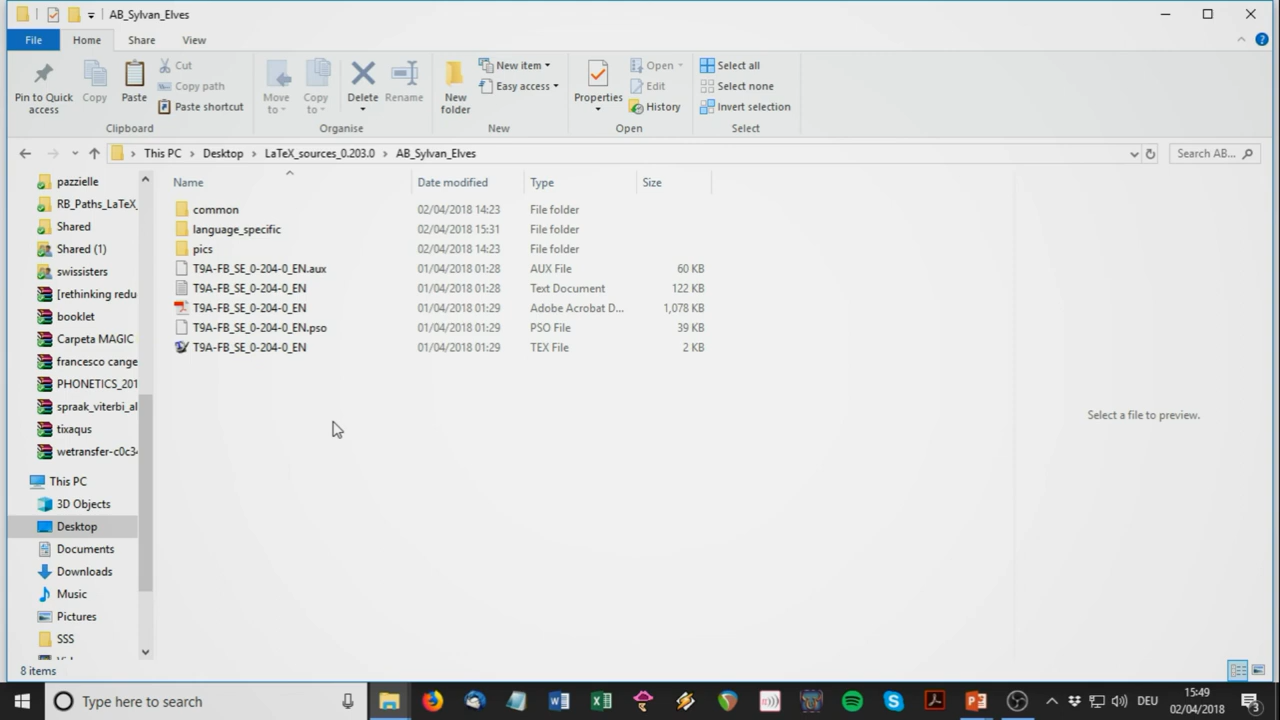 AB_Sylvan_Elves
File Home Share View
Pin to Quick access
Copy
Paste
Cut
Copy path
Paste shortcut
Move to
Copy to
Delete
Rename
New folder
New item
Easy access
Properties
Open
Edit
History
Select all
Select none
Invert selection
Clipboard Organise New Open Select
This PC Desktop LaTeX_sources_0.203.0 AB_Sylvan_Elves
Search AB...
pazzielle
RB_Paths_LaTeX_
Shared
Shared (1)
swissisters
[rethinking redu
booklet
Carpeta MAGIC
francesco cange
PHONETICS_201
spraak_viterbi_al
tixaqus
wetransfer-c0c34
This PC
3D Objects
Desktop
Documents
Downloads
Music
Pictures
SSS
Name Date modified Type Size
common 02/04/2018 14:23 File folder
language_specific 02/04/2018 15:31 File folder
pics 02/04/2018 14:23 File folder
T9A-FB_SE_0-204-0_EN.aux 01/04/2018 01:28 AUX File 60 KB
T9A-FB_SE_0-204-0_EN 01/04/2018 01:28 Text Document 122 KB
T9A-FB_SE_0-204-0_EN 01/04/2018 01:29 Adobe Acrobat D... 1,078 KB
T9A-FB_SE_0-204-0_EN.pso 01/04/2018 01:29 PSO File 39 KB
T9A-FB_SE_0-204-0_EN 01/04/2018 01:29 TEX File 2 KB
Select a file to preview.
8 items
Type here to search
DEU
15:49
02/04/2018
3